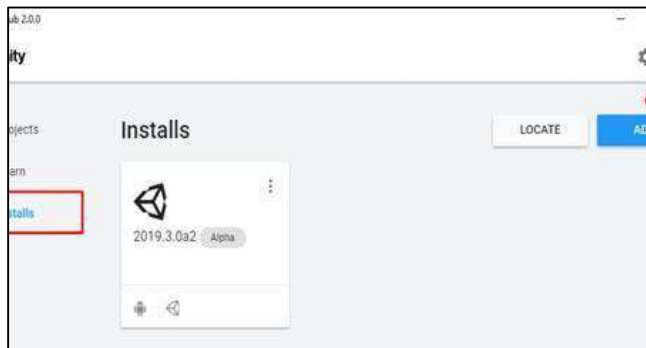 ub 2.0.0
ity
ojects
Installs
LOCATE
AD
arn
stalls
2019.3.0a2 Alpha